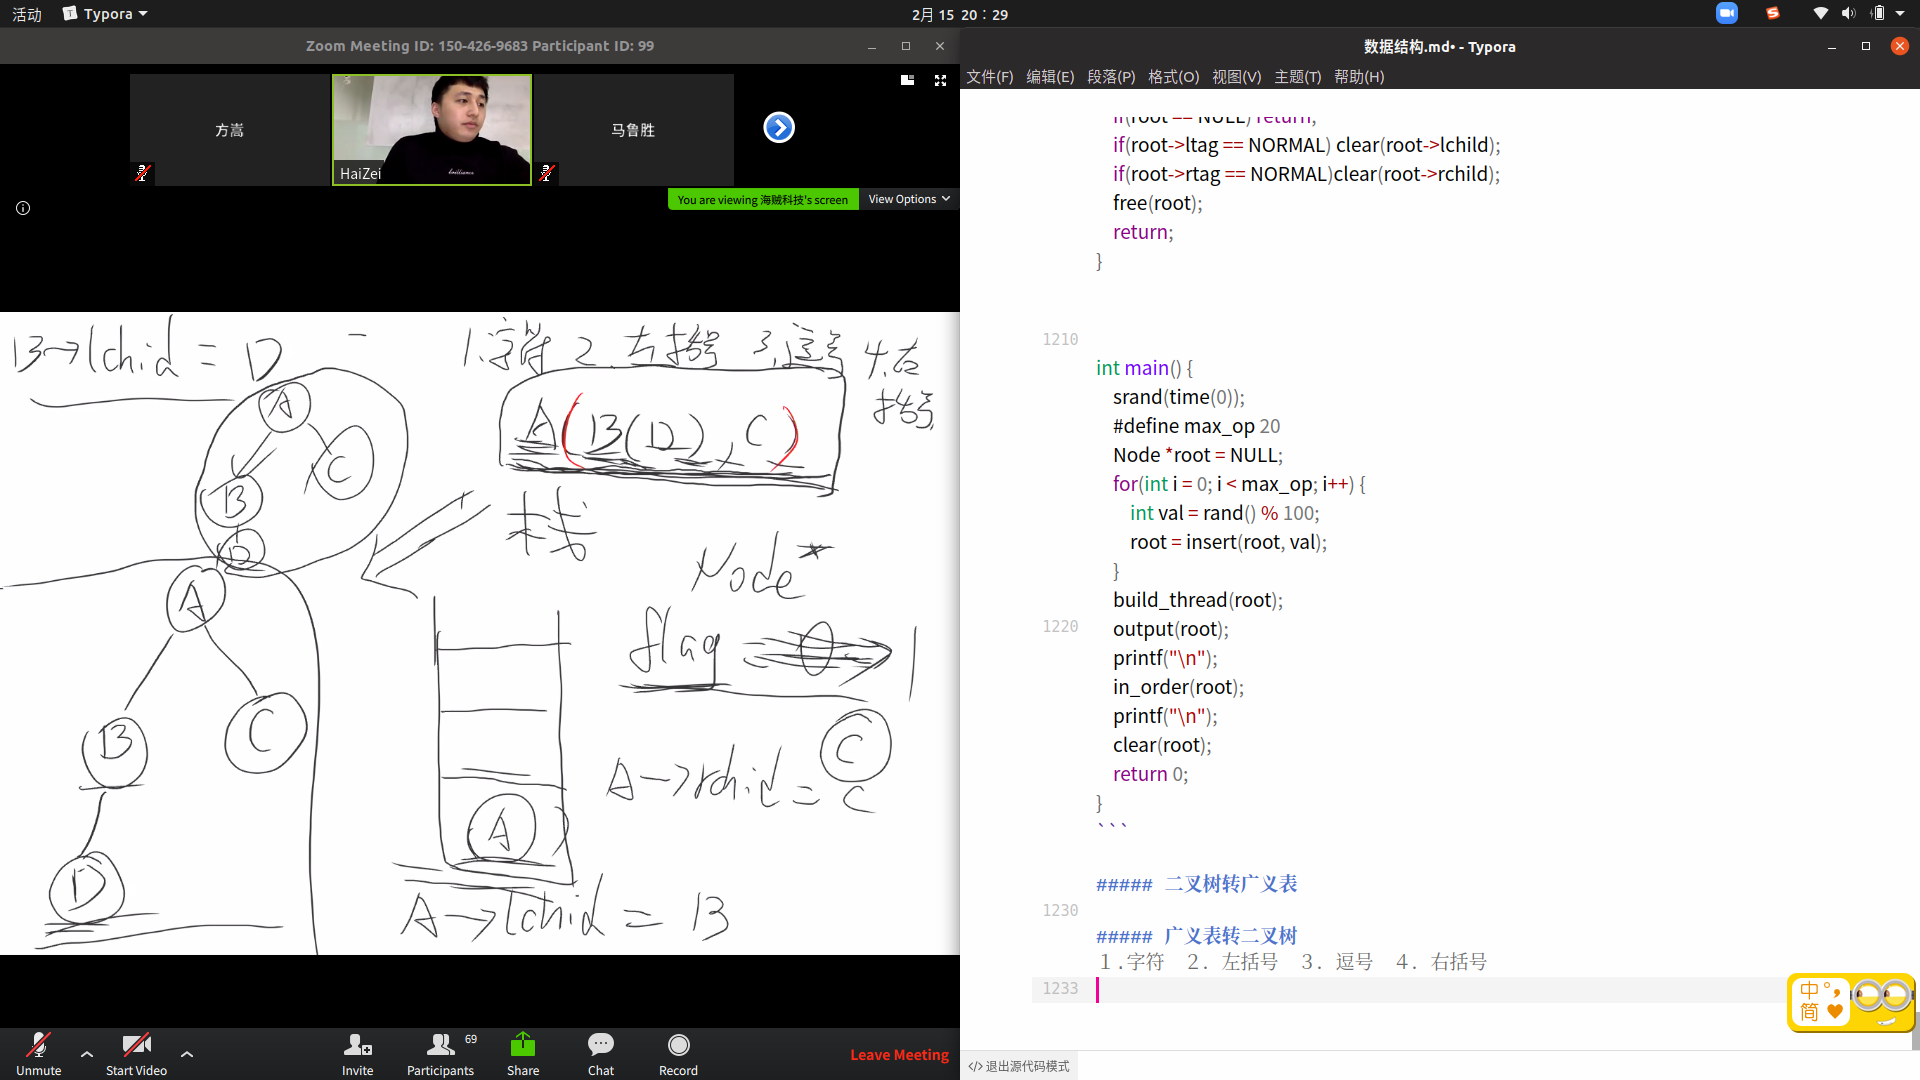 活动 Typora 2月 15 20：29
Zoom Meeting ID: 150-426-9683 Participant ID: 99
方嵩
HaiZei
马鲁胜
You are viewing 海贼科技's screen View Options
B→lchid = D
1.字符 2.左括号 3.逗号 4.右括号
A(B(D),C)
A
B
C
D
栈
Node*
flag 0 1
A
B
C
D
A
C
A→rchid = C
A→lchid = B
Unmute
Start Video
Invite
Participants 69
Share
Chat
Record
Leave Meeting
数据结构.md• - Typora
文件(F) 编辑(E) 段落(P) 格式(O) 视图(V) 主题(T) 帮助(H)
if(root == NULL) return;
if(root->ltag == NORMAL) clear(root->lchild);
if(root->rtag == NORMAL)clear(root->rchild);
free(root);
return;
}
1210
int main() {
srand(time(0));
#define max_op 20
Node *root = NULL;
for(int i = 0; i < max_op; i++) {
int val = rand() % 100;
root = insert(root, val);
}
build_thread(root);
1220 output(root);
printf("\n");
in_order(root);
printf("\n");
clear(root);
return 0;
}
```
##### 二叉树转广义表
1230
##### 广义表转二叉树
１.字符 ２. 左括号 ３. 逗号 ４. 右括号
1233
中 °，
简
</> 退出源代码模式